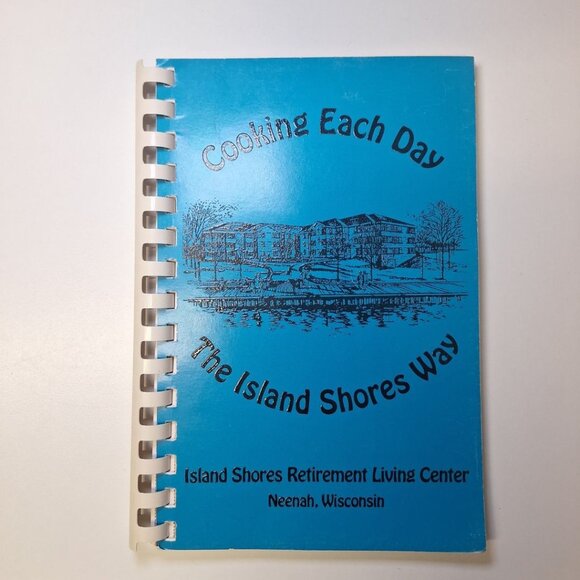 Cooking Each Day
The Island Shores Way
Island Shores Retirement Living Center
Neenah, Wisconsin